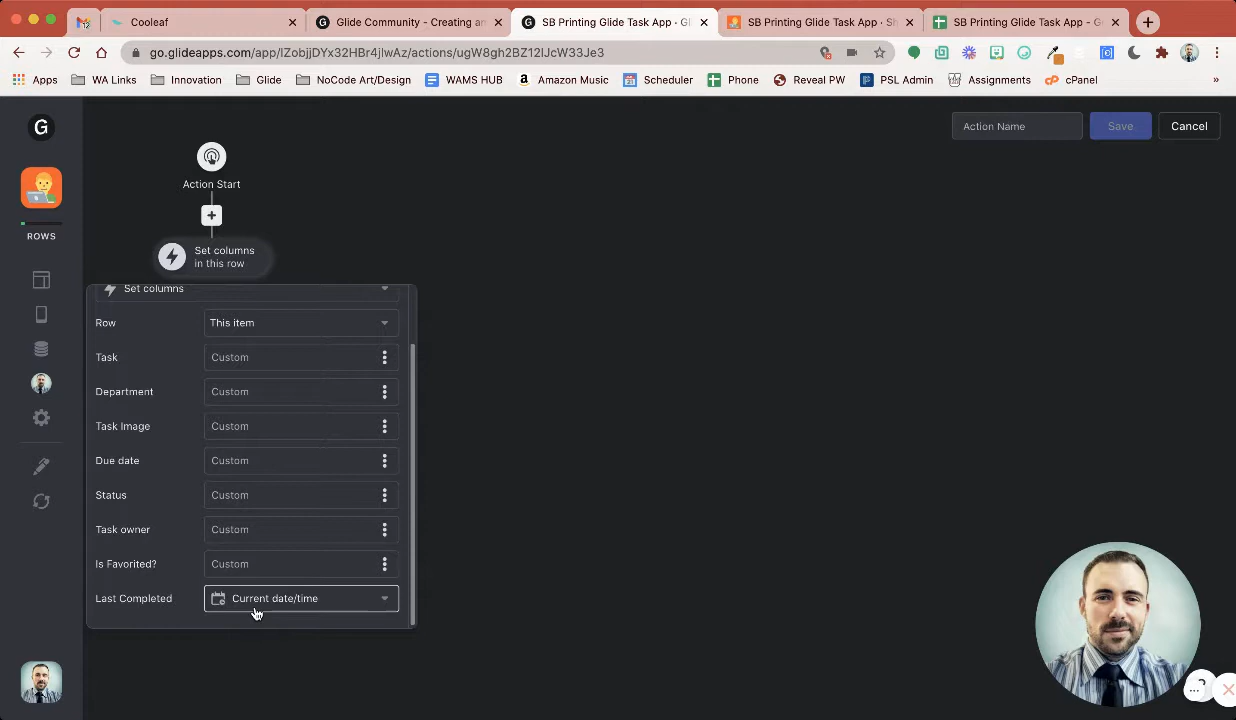 Cooleaf
Glide Community - Creating an
SB Printing Glide Task App · Gl
SB Printing Glide Task App · Sh
SB Printing Glide Task App - G
go.glideapps.com/app/IZobjjDYx32HBr4jlwAz/actions/ugW8gh2BZ12IJcW33Je3
Apps
WA Links
Innovation
Glide
NoCode Art/Design
WAMS HUB
Amazon Music
Scheduler
Phone
Reveal PW
PSL Admin
Assignments
cPanel
»
G
Action Name
Save
Cancel
Action Start
ROWS
Set columns
in this row
Set columns
Row
This item
Task
Custom
Department
Custom
Task Image
Custom
Due date
Custom
Status
Custom
Task owner
Custom
Is Favorited?
Custom
Last Completed
Current date/time